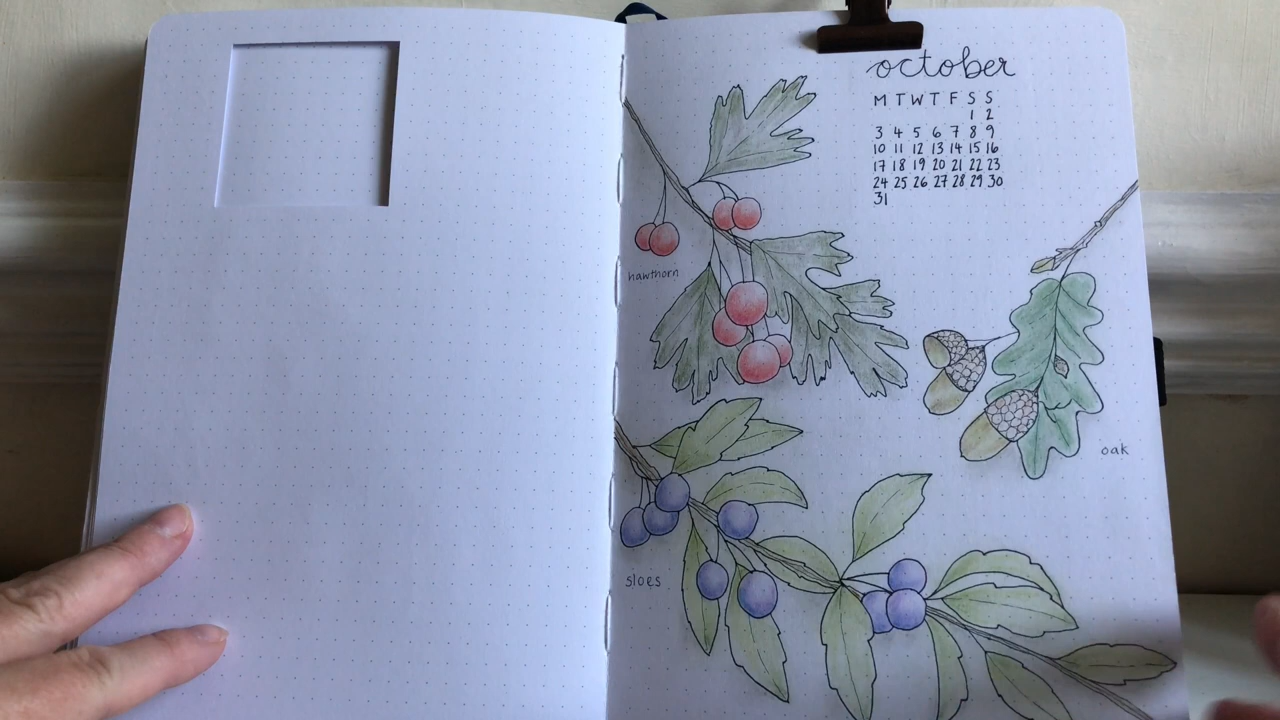 october
M T W T F S S
1 2
3 4 5 6 7 8 9
10 11 12 13 14 15 16
17 18 19 20 21 22 23
24 25 26 27 28 29 30
31
hawthorn
oak
sloes